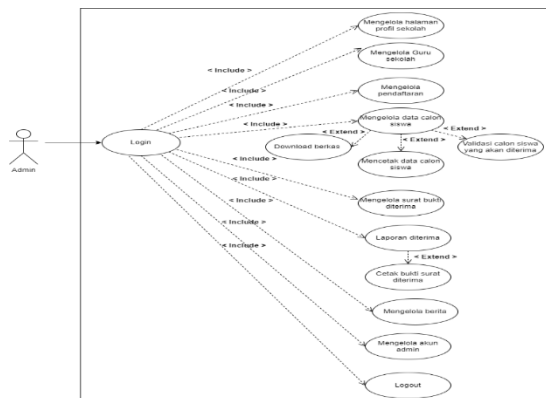 Mengelola halaman
profil sekolah
Mengelola Guru
sekolah
< Include >
< Include >
Mengelola
pendaftaran
< Include >
< Include >
Mengelola data calon
siswa
< Extend >
< Extend >
< Extend >
Download berkas
Mencetak data calon
siswa
Validasi calon siswa
yang akan diterima
Login
Admin
< Include >
< Include >
Mengelola surat bukti
diterima
Laporan diterima
< Include >
< Include >
< Extend >
Cetak bukti surat
diterima
Mengelola berita
Mengelola akun
admin
Logout